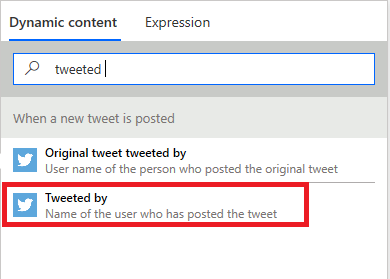 Dynamic content Expression
tweeted
When a new tweet is posted
Original tweet tweeted by
User name of the person who posted the original tweet
Tweeted by
Name of the user who has posted the tweet